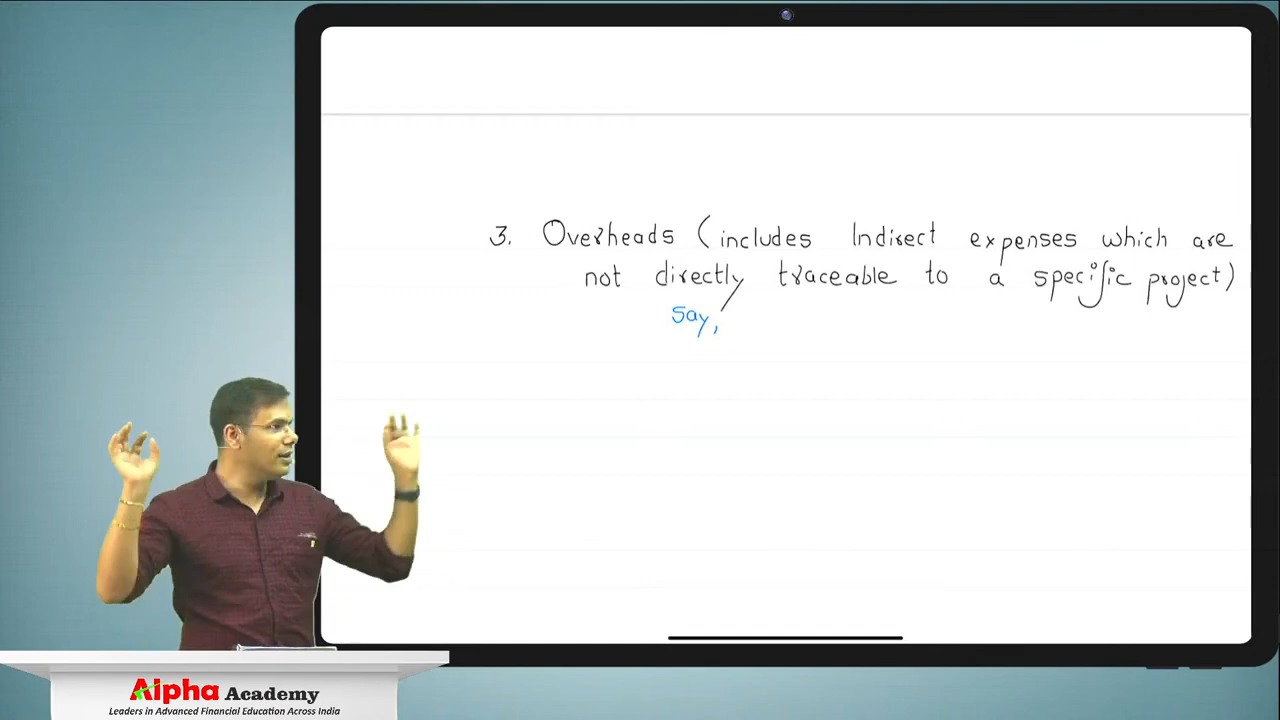 3. Overheads (includes Indirect expenses which are
not directly traceable to a specific project)
say,
Alpha Academy
Leaders in Advanced Financial Education Across India